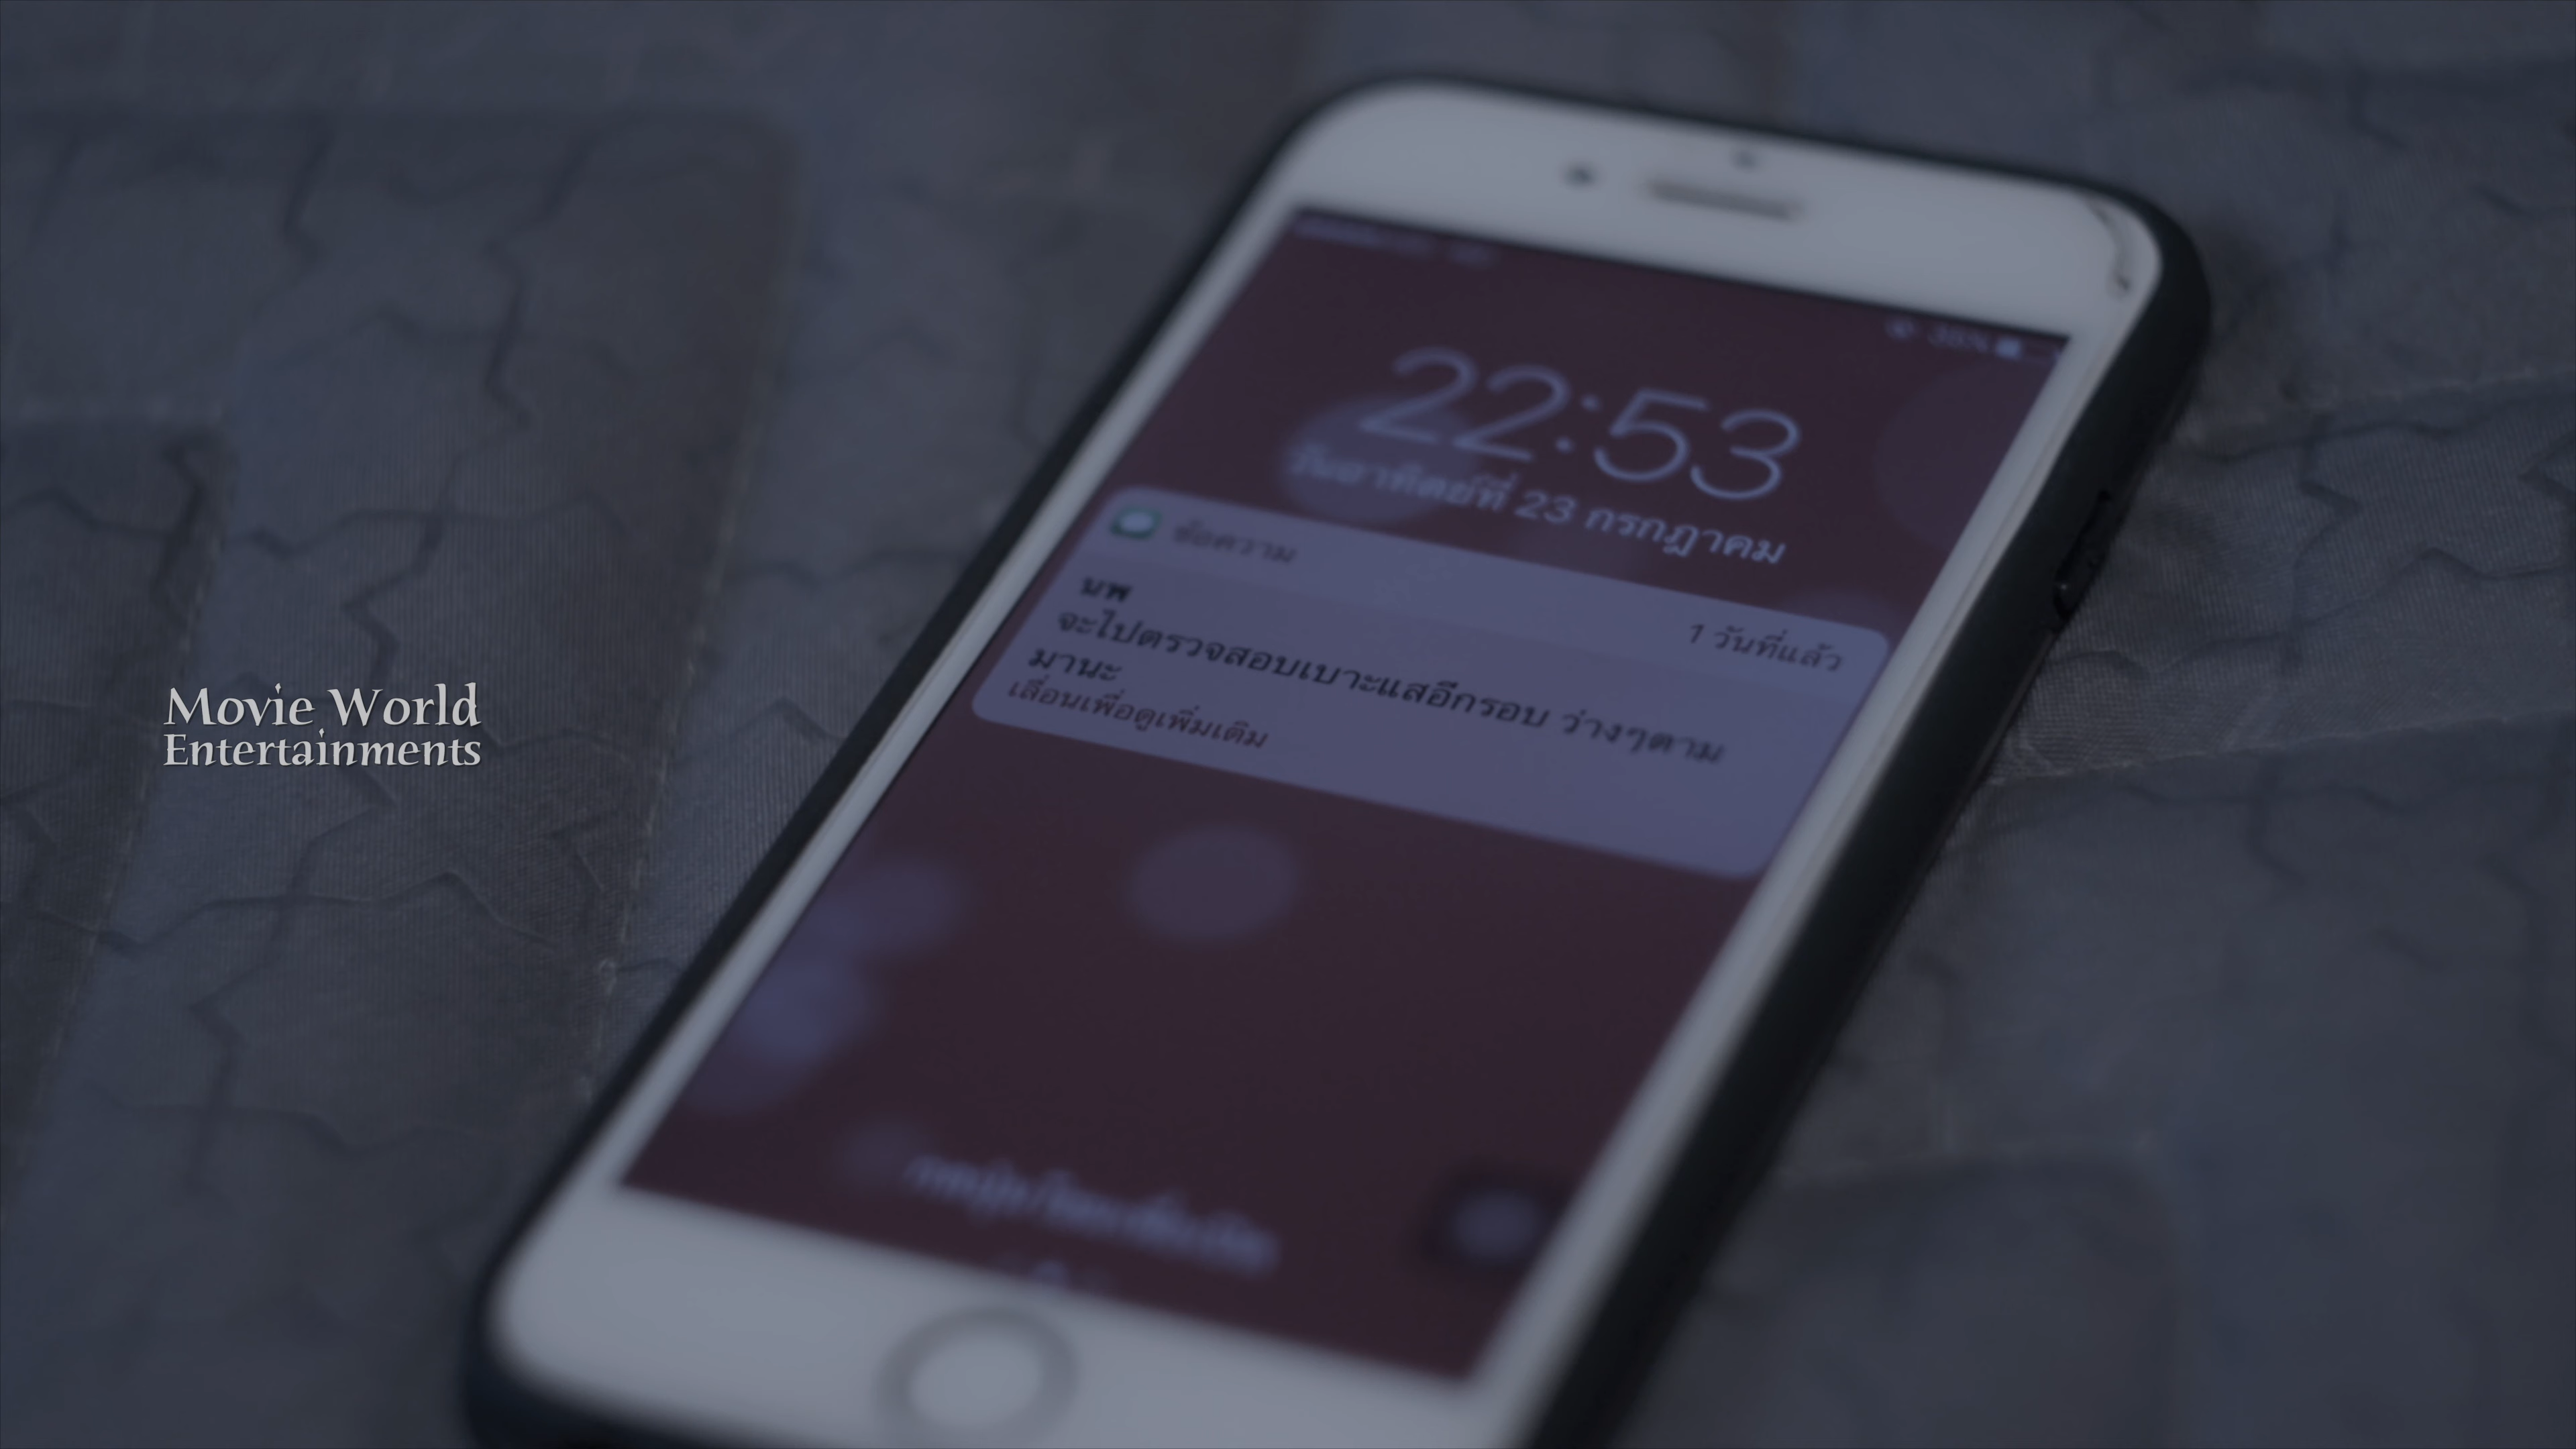 Movie World
Entertainments
22:53
วันอาทิตย์ที่ 23 กรกฎาคม
ข้อความ
1 วันที่แล้ว
นพ
จะไปตรวจสอบเบาะแสอีกรอบ ว่างๆตาม
มานะ
เลื่อนเพื่อดูเพิ่มเติม